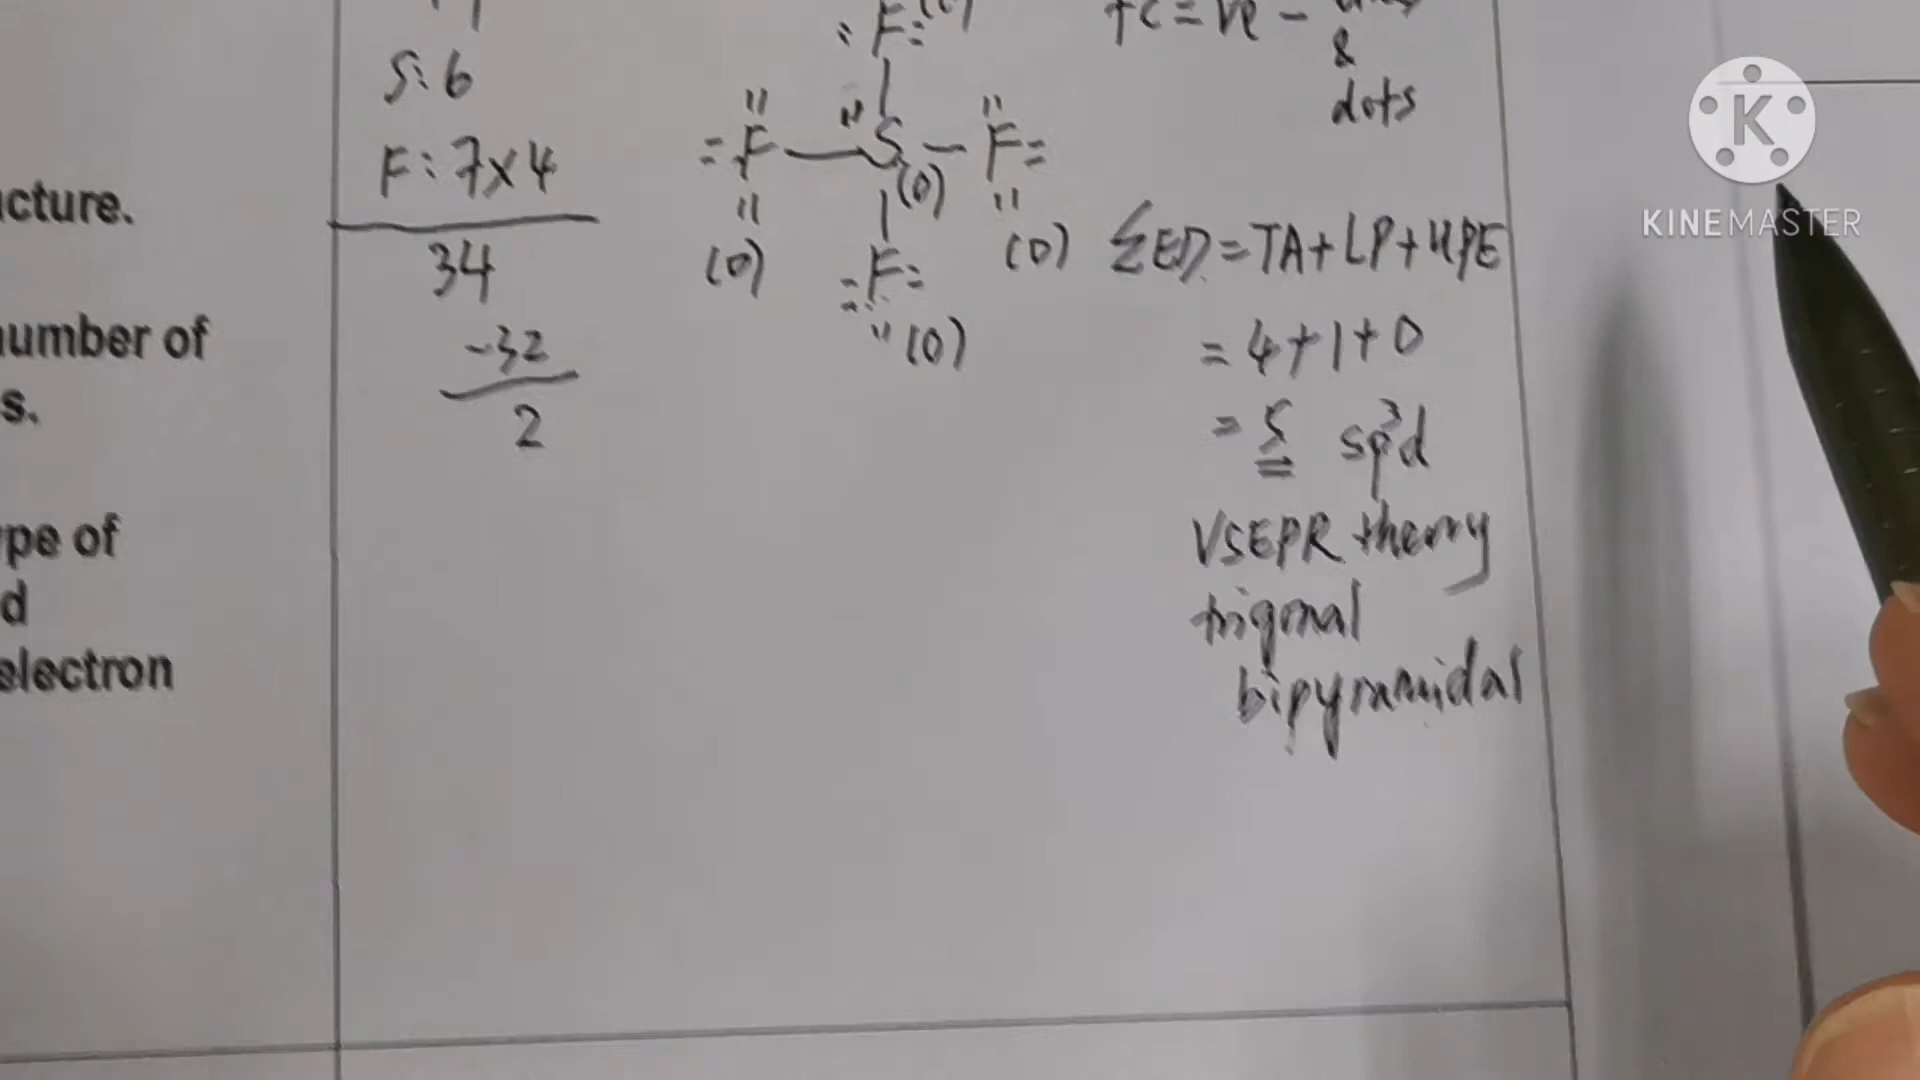 S: 6
F: 7x4
34
-32
2
F
F — S — F
(0)
(0)
(0)
F
(0)
FC = VE -
&
dots
ΣED = TA + LP + UPE
= 4 + 1 + 0
= 5 sp³d
VSEPR theory
trigonal
bipyramidal
cture.
umber of
s.
pe of
d
electron
K
KINEMASTER